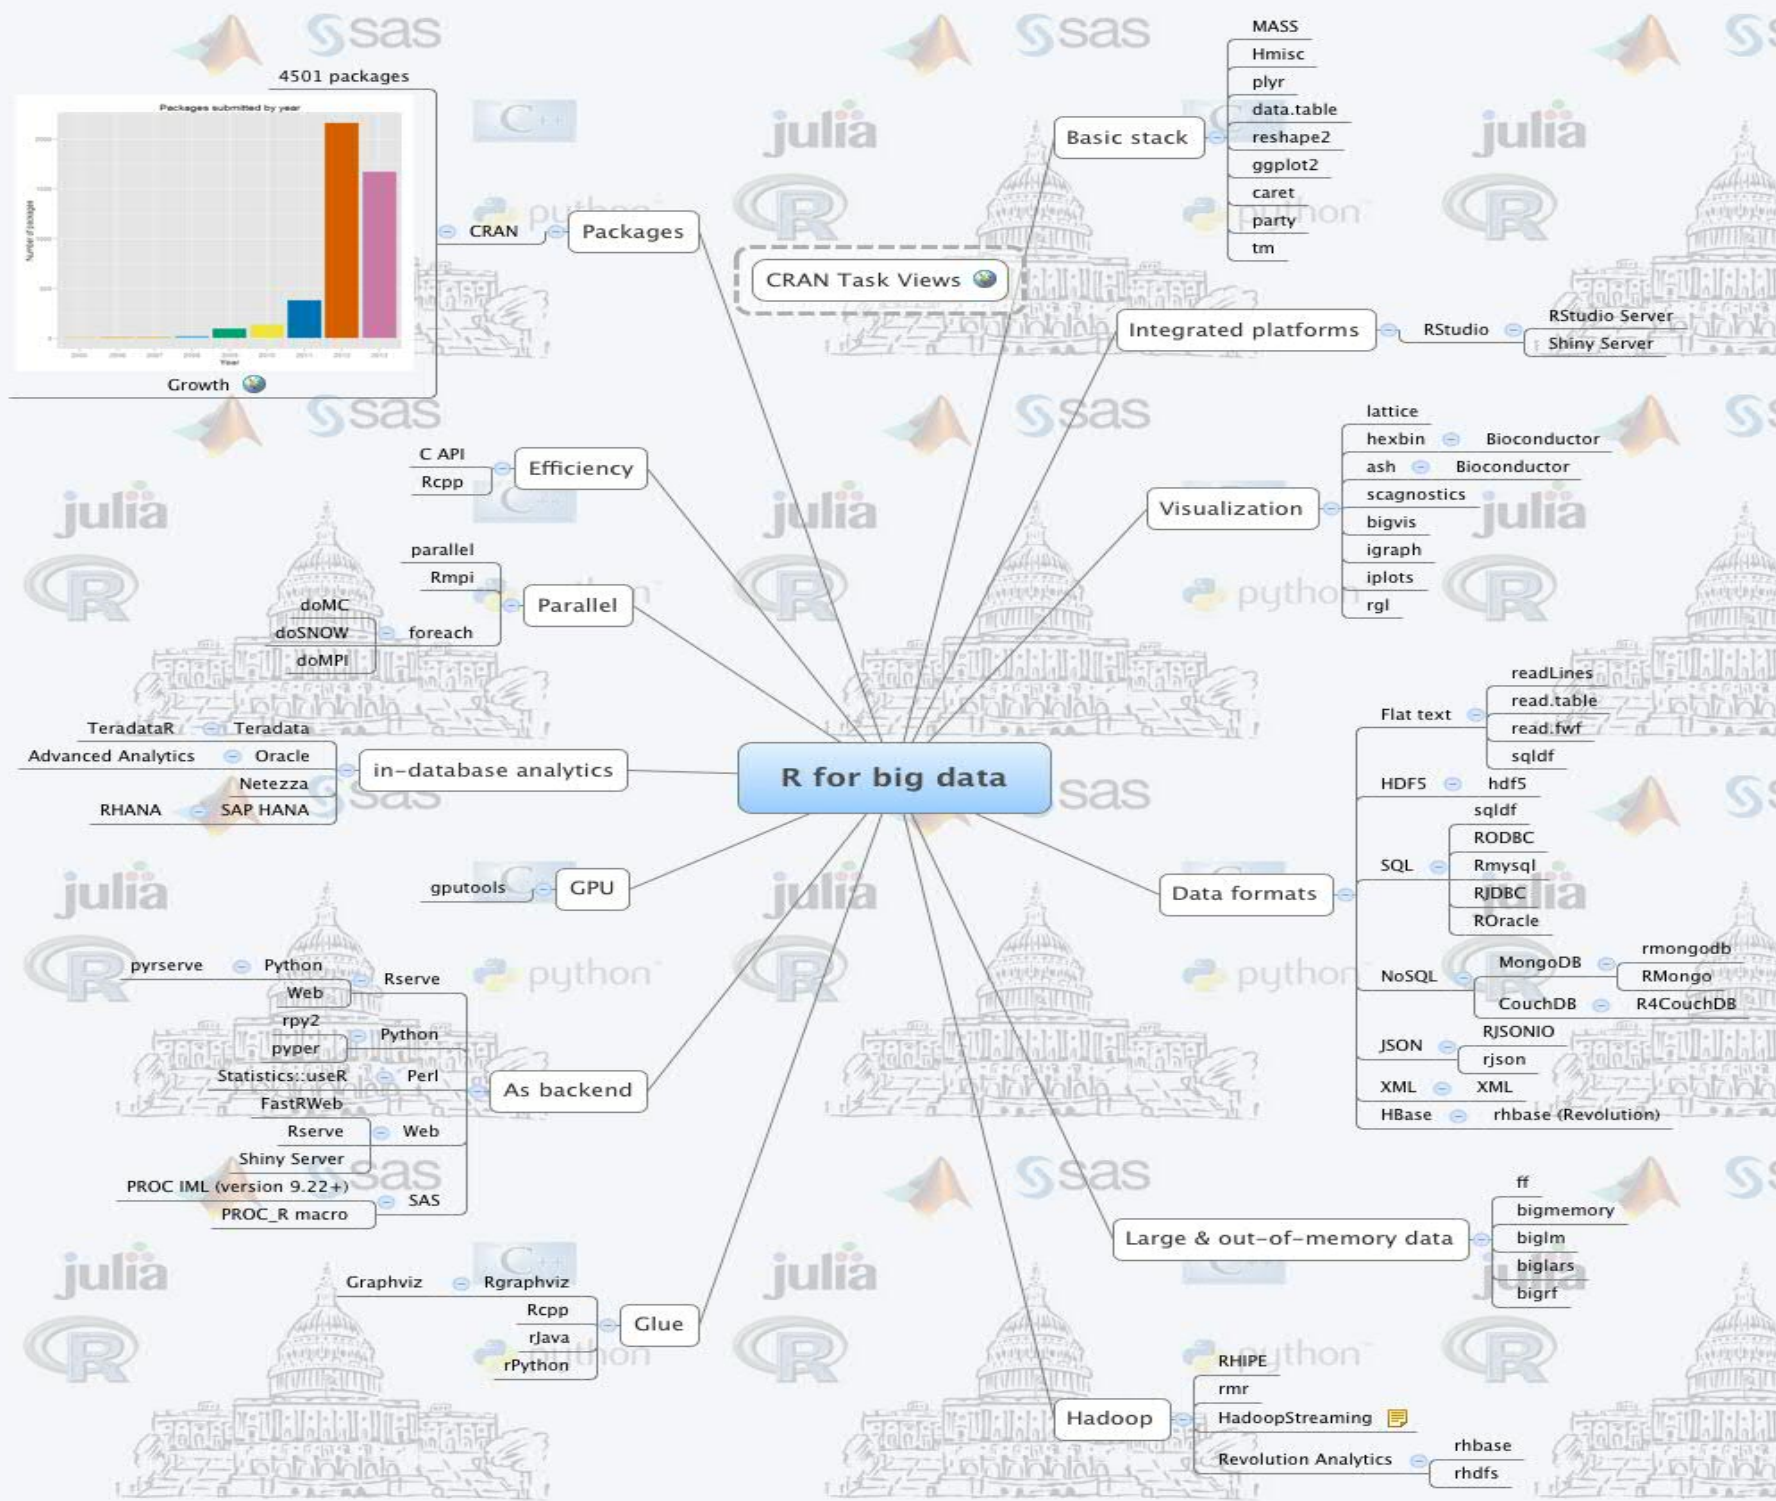 R for big data
CRAN Task Views
Basic stack
MASS
Hmisc
plyr
data.table
reshape2
ggplot2
caret
party
tm
Integrated platforms
RStudio
RStudio Server
Shiny Server
Visualization
lattice
hexbin
Bioconductor
ash
Bioconductor
scagnostics
bigvis
igraph
iplots
rgl
Data formats
Flat text
readLines
read.table
read.fwf
sqldf
HDF5
hdf5
SQL
sqldf
RODBC
Rmysql
RJDBC
ROracle
NoSQL
MongoDB
rmongodb
RMongo
CouchDB
R4CouchDB
JSON
RJSONIO
rjson
XML
XML
HBase
rhbase (Revolution)
Large & out-of-memory data
ff
bigmemory
biglm
biglars
bigrf
Hadoop
RHIPE
rmr
HadoopStreaming
Revolution Analytics
rhbase
rhdfs
Packages
CRAN
4501 packages
Packages submitted by year
Number of packages
Year
Growth
Efficiency
C API
Rcpp
Parallel
parallel
Rmpi
foreach
doMC
doSNOW
doMPI
in-database analytics
Teradata
TeradataR
Oracle
Advanced Analytics
Netezza
SAP HANA
RHANA
GPU
gputools
As backend
Rserve
Python
pyrserve
Web
Python
rpy2
pyper
Perl
Statistics::useR
Web
FastRWeb
Rserve
Shiny Server
SAS
PROC IML (version 9.22+)
PROC_R macro
Glue
Rgraphviz
Graphviz
Rcpp
rJava
rPython
sas
julia
python
C++
R